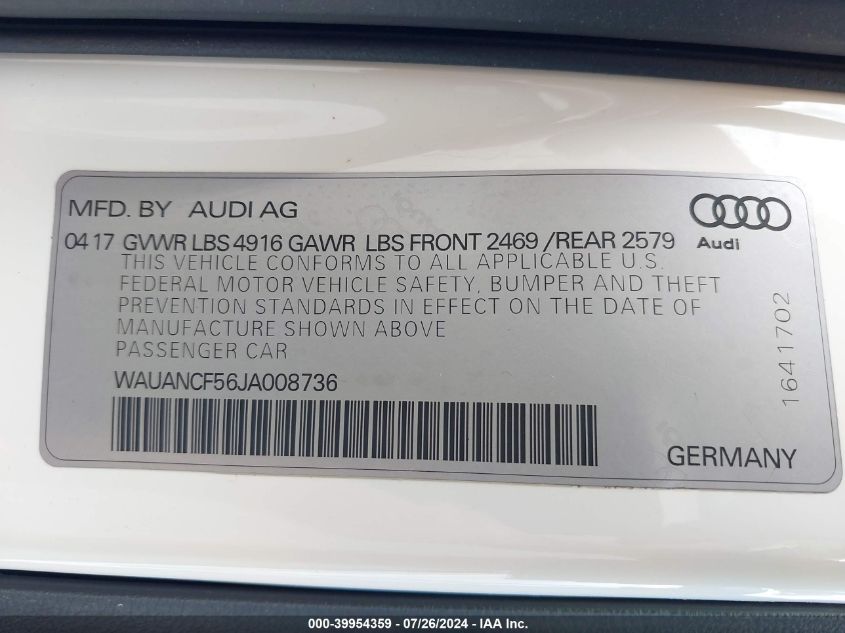 MFD. BY AUDI AG
Audi
04 17 GVWR LBS 4916 GAWR LBS FRONT 2469 /REAR 2579
THIS VEHICLE CONFORMS TO ALL APPLICABLE U.S.
FEDERAL MOTOR VEHICLE SAFETY, BUMPER AND THEFT
PREVENTION STANDARDS IN EFFECT ON THE DATE OF
MANUFACTURE SHOWN ABOVE
PASSENGER CAR
WAUANCF56JA008736
1641702
GERMANY
000-39954359 / 07/26/2024 - © IAA Inc.